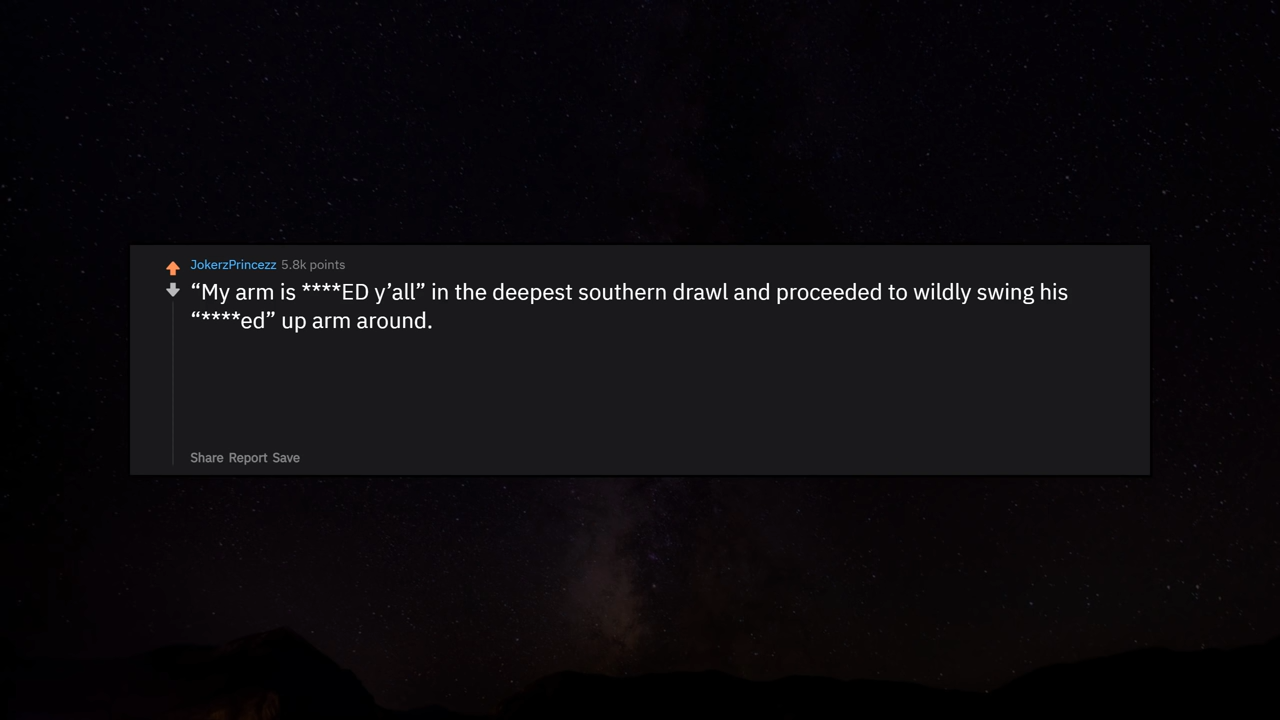 JokerzPrincezz 5.8k points
“My arm is ****ED y’all” in the deepest southern drawl and proceeded to wildly swing his
“****ed” up arm around.
Share Report Save